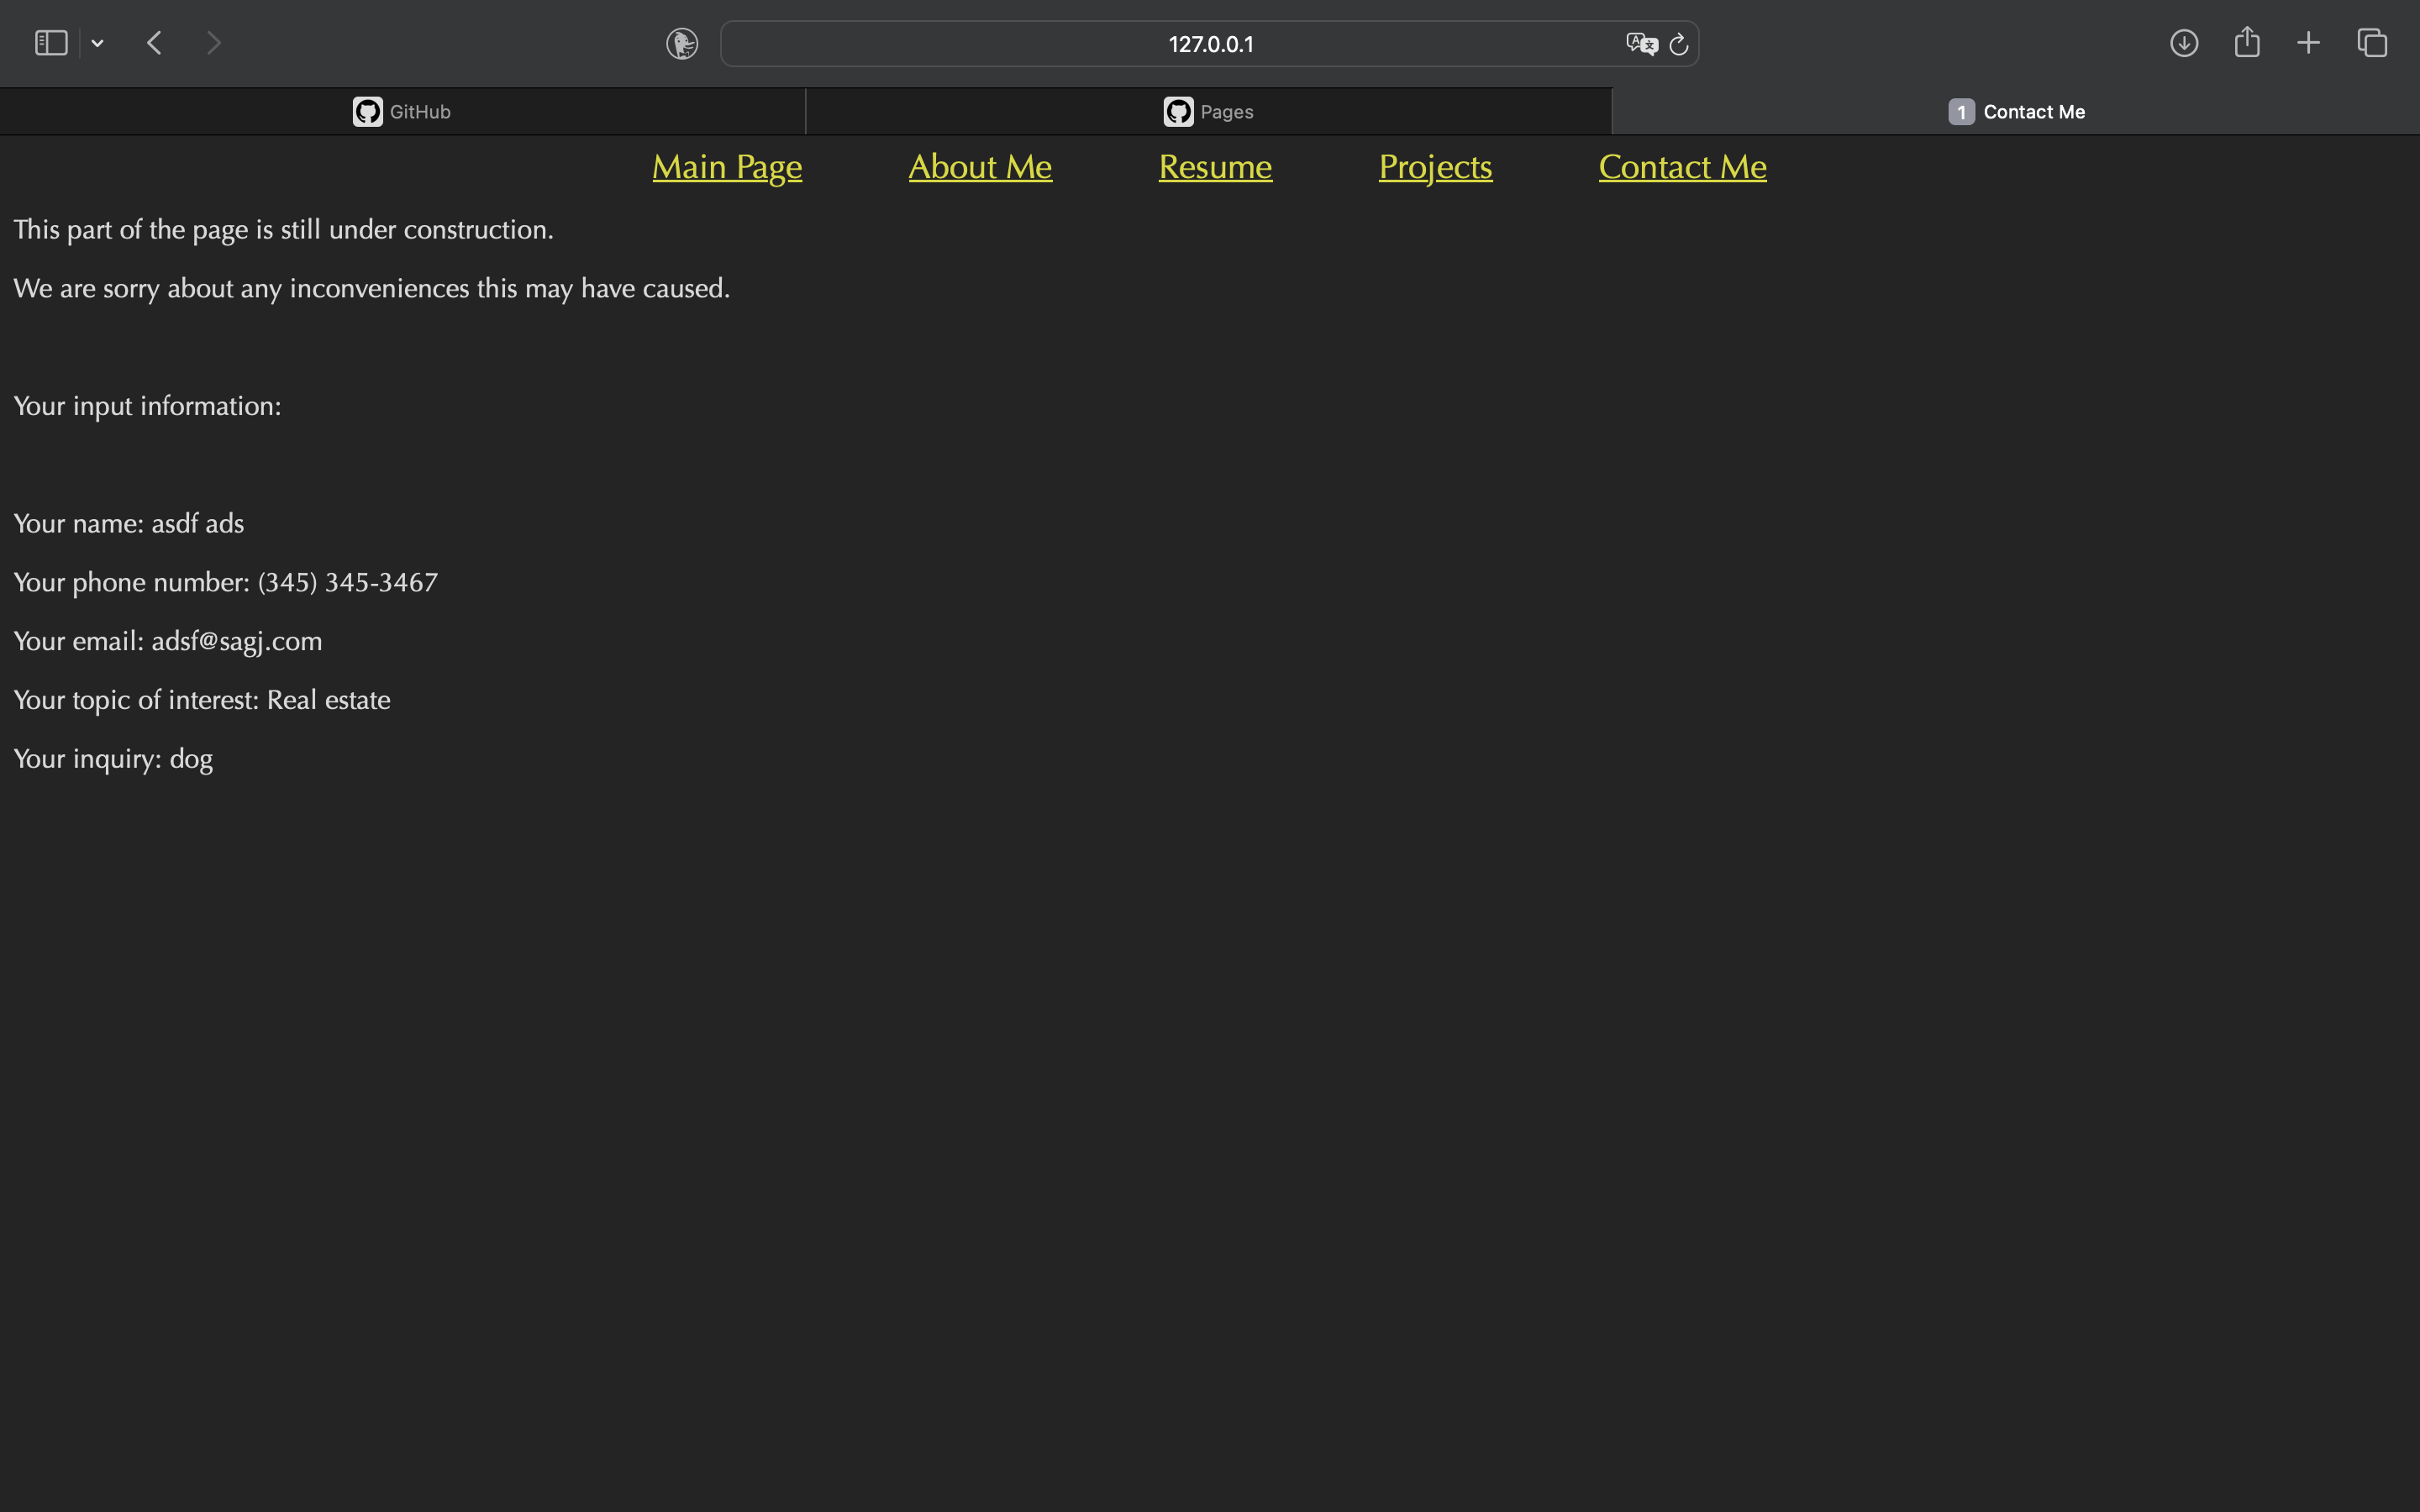 127.0.0.1
GitHub
Pages
1 Contact Me
Main Page About Me Resume Projects Contact Me
This part of the page is still under construction.
We are sorry about any inconveniences this may have caused.
Your input information:
Your name: asdf ads
Your phone number: (345) 345-3467
Your email: adsf@sagj.com
Your topic of interest: Real estate
Your inquiry: dog